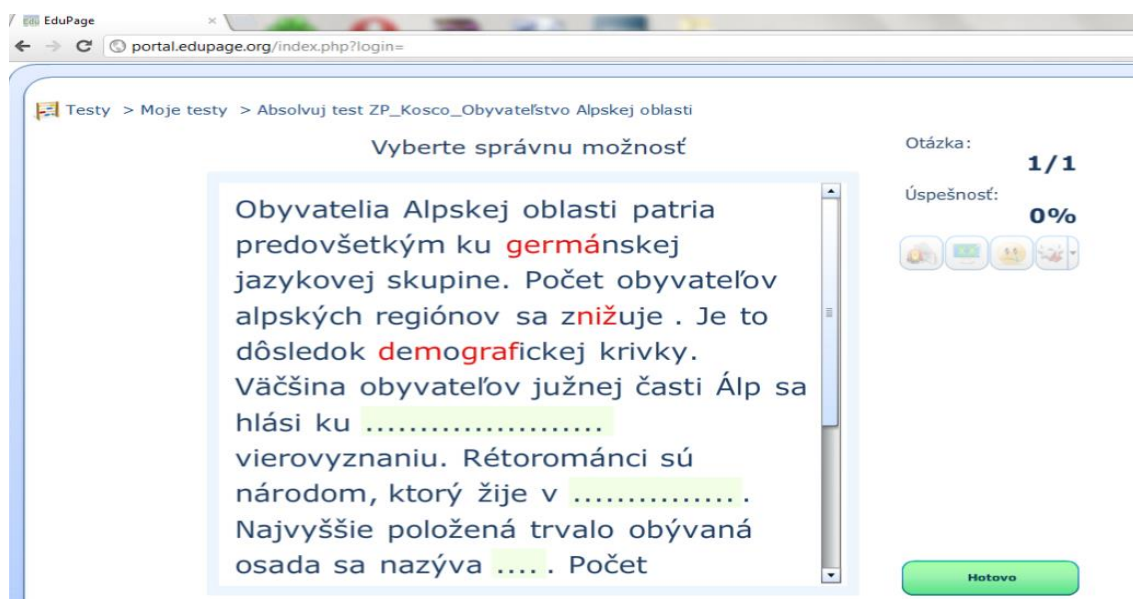 EduPage
portal.edupage.org/index.php?login=
Testy > Moje testy > Absolvuj test ZP_Kosco_Obyvateľstvo Alpskej oblasti
Vyberte správnu možnosť
Otázka:
1/1
Úspešnosť:
0%
Obyvatelia Alpskej oblasti patria
predovšetkým ku germánskej
jazykovej skupine. Počet obyvateľov
alpských regiónov sa znižuje . Je to
dôsledok demografickej krivky.
Väčšina obyvateľov južnej časti Álp sa
hlási ku ......................
vierovyznaniu. Rétorománci sú
národom, ktorý žije v ............... .
Najvyššie položená trvalo obývaná
osada sa nazýva .... . Počet
Hotovo